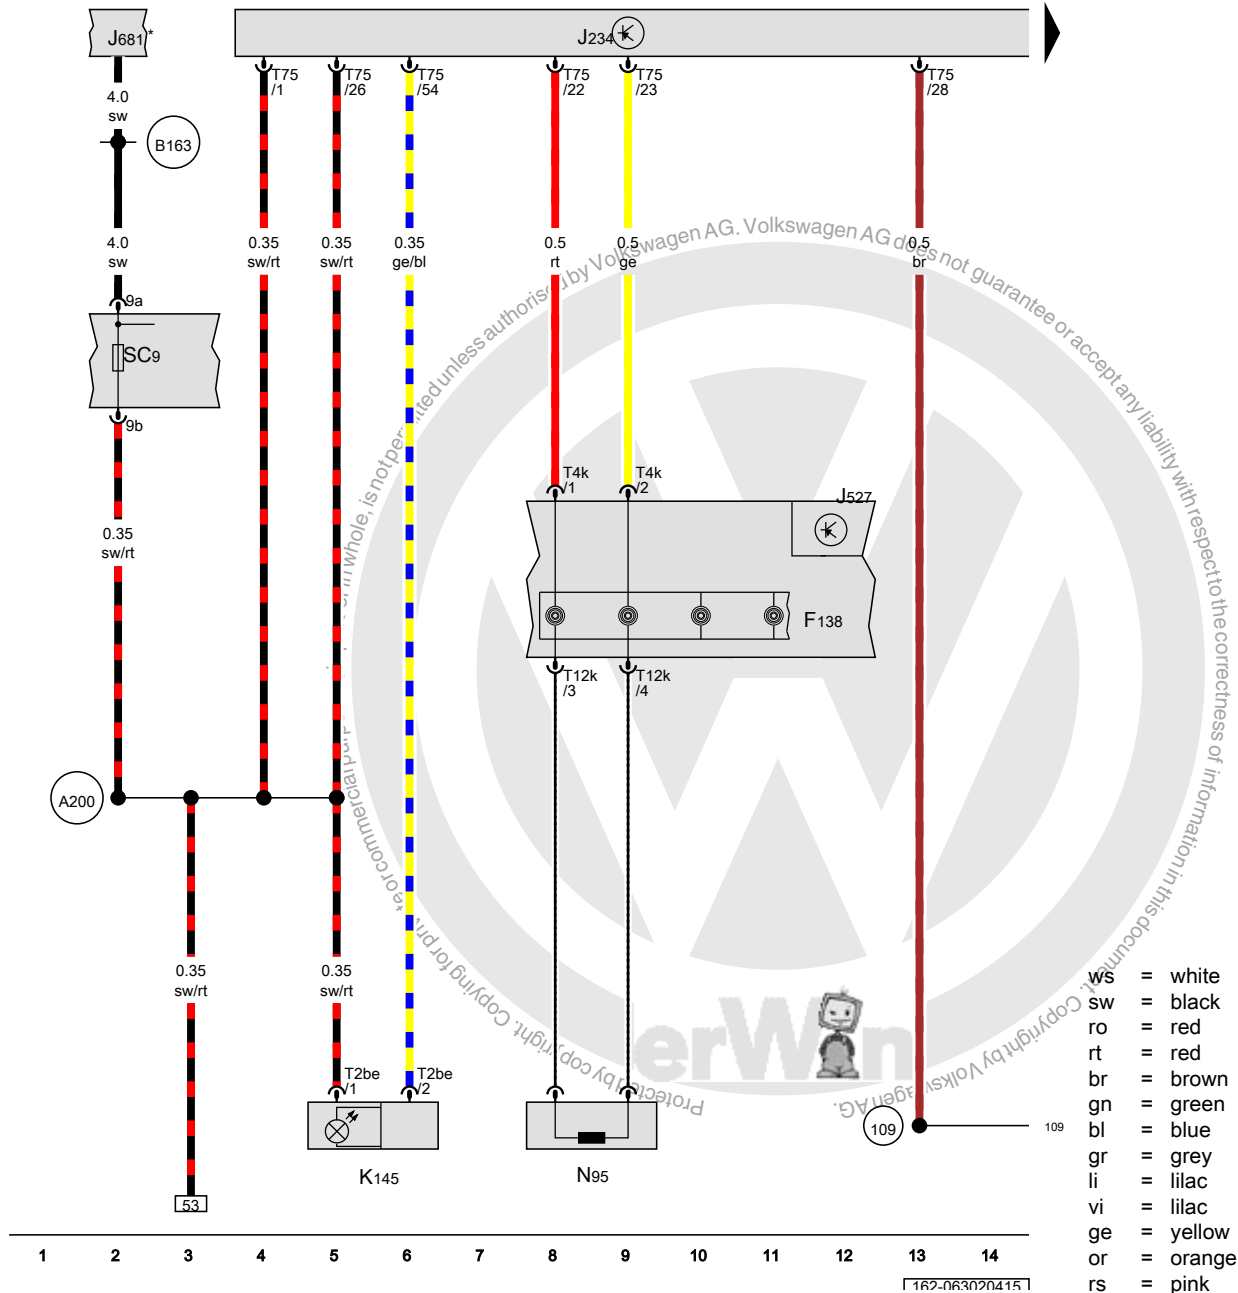 J681*
J234
T75
/1
T75
/26
T75
/54
T75
/22
T75
/23
T75
/28
4.0
sw
B163
4.0
sw
0.35
sw/rt
0.35
sw/rt
0.35
ge/bl
0.5
rt
0.5
ge
0.5
br
9a
SC9
9b
0.35
sw/rt
T4k
/1
T4k
/2
J527
F138
T12k
/3
T12k
/4
A200
0.35
sw/rt
0.35
sw/rt
T2be
/1
T2be
/2
K145
N95
109
109
53
1 2 3 4 5 6 7 8 9 10 11 12 13 14
162-063020415
ws = white
sw = black
ro = red
rt = red
br = brown
gn = green
bl = blue
gr = grey
li = lilac
vi = lilac
ge = yellow
or = orange
rs = pink
erWin
Protected by copyright. Copying for private or commercial
in whole, is not permitted unless authorised by Volkswagen AG. Volkswagen AG does not guarantee or accept any liability with respect to the correctness of information in this document. Copyright by Volkswagen AG.